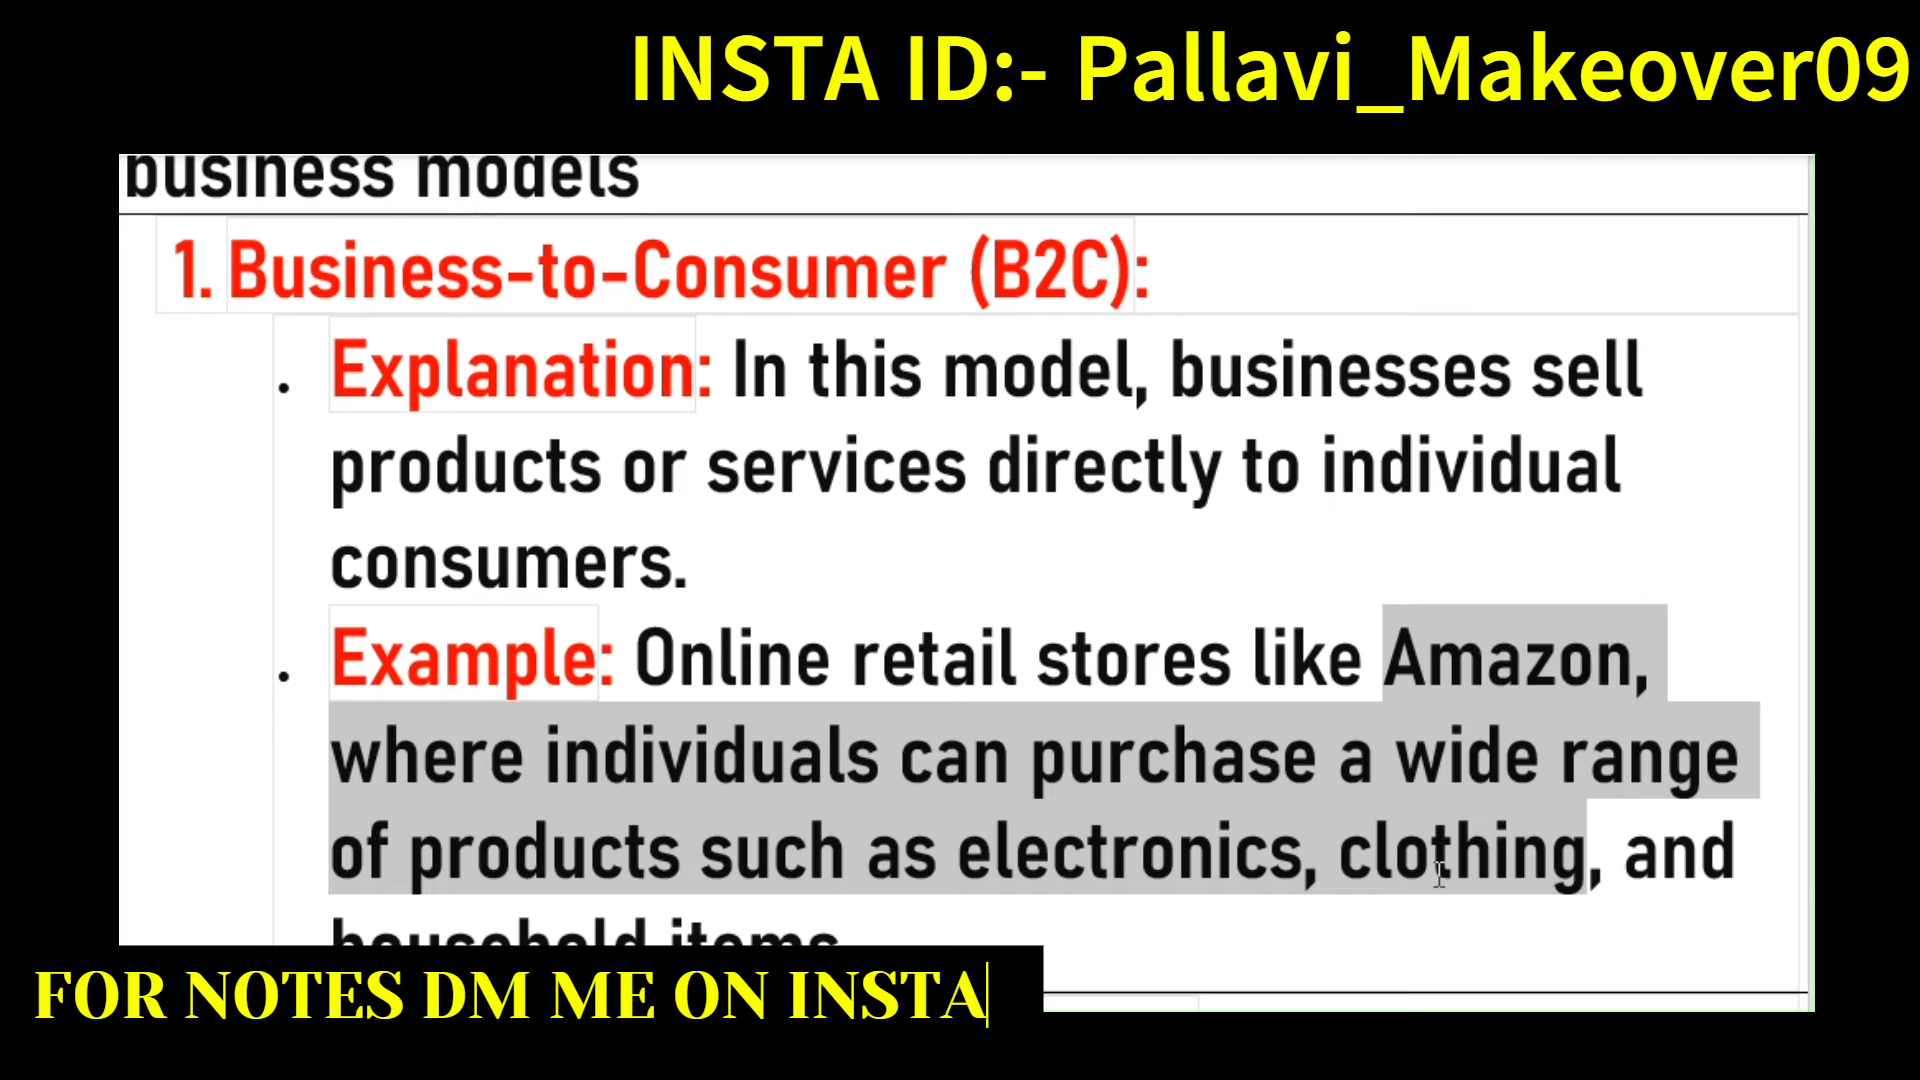 INSTA ID:- Pallavi_Makeover09
business models
1. Business-to-Consumer (B2C):
. Explanation: In this model, businesses sell
products or services directly to individual
consumers.
. Example: Online retail stores like Amazon,
where individuals can purchase a wide range
of products such as electronics, clothing, and
household items.
FOR NOTES DM ME ON INSTA